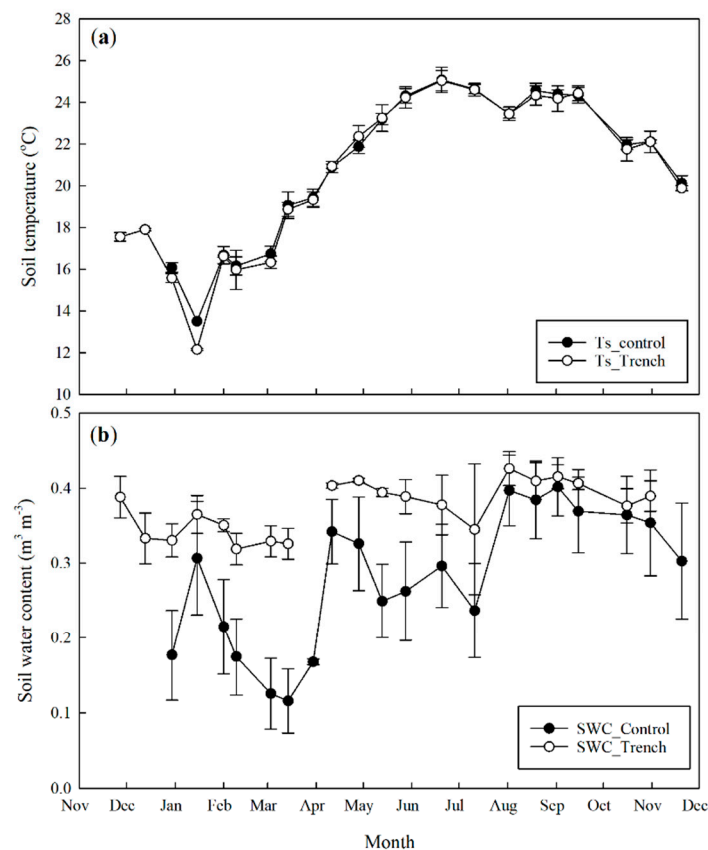 (a)
Soil temperature (°C)
28
26
24
22
20
18
16
14
12
10
Ts_control
Ts_Trench
(b)
Soil water content (m³ m⁻³)
0.5
0.4
0.3
0.2
0.1
0.0
SWC_Control
SWC_Trench
Nov Dec Jan Feb Mar Apr May Jun Jul Aug Sep Oct Nov Dec
Month